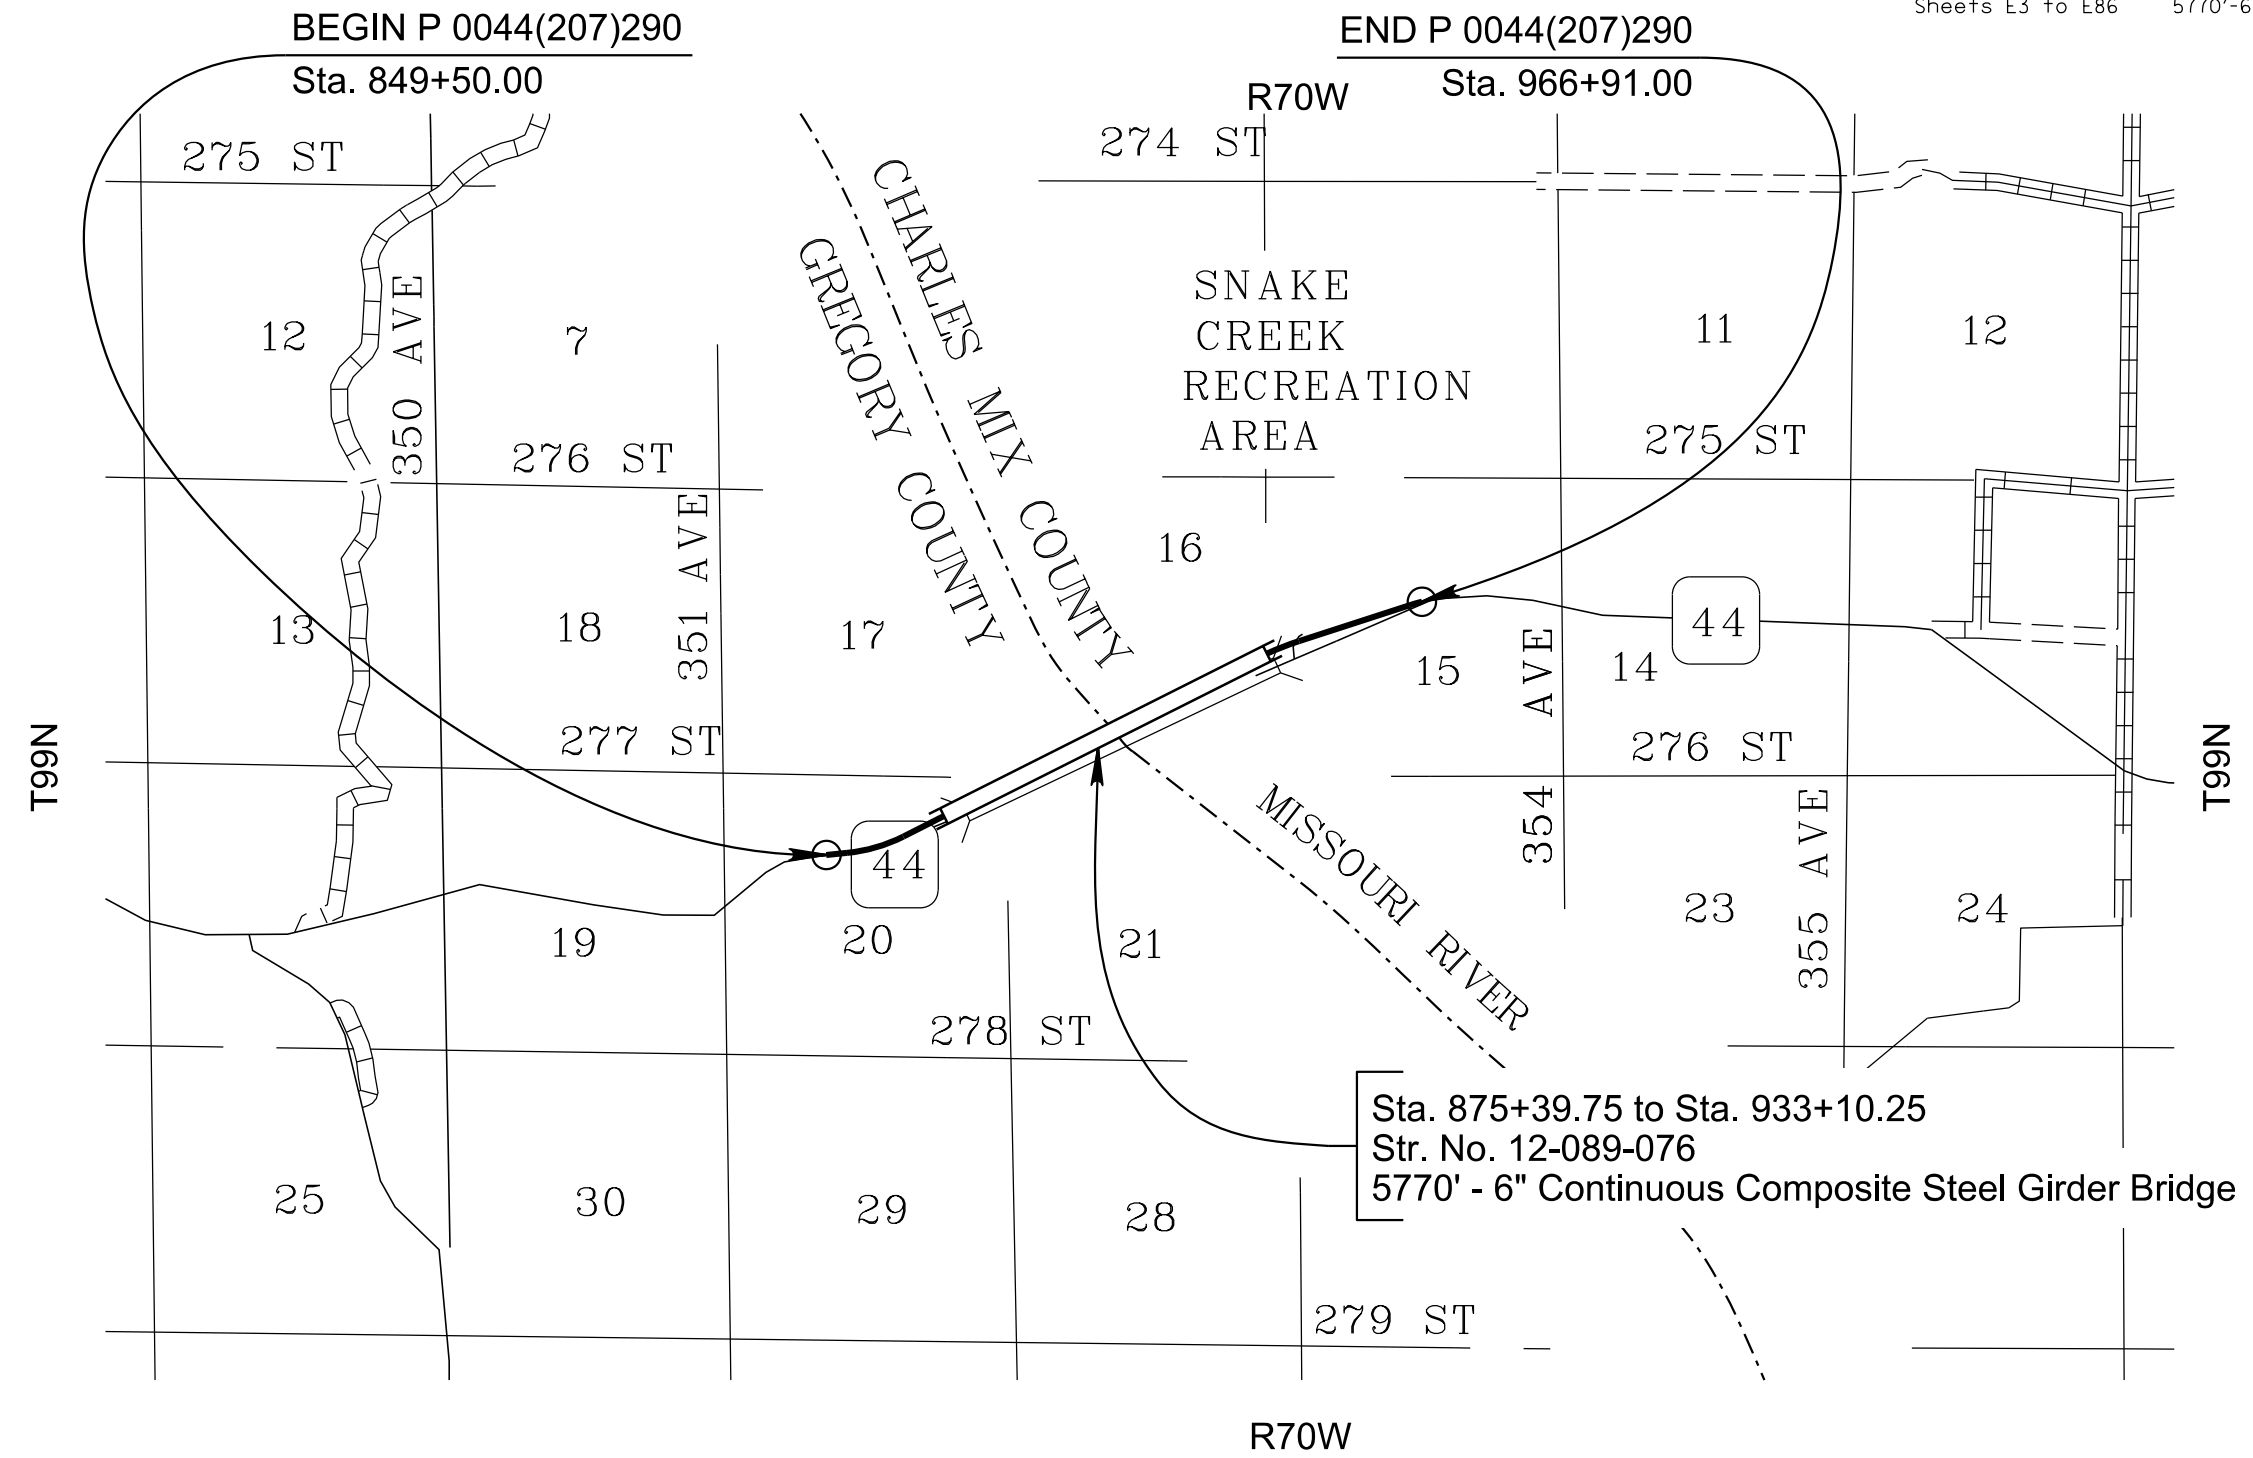 Sheets E3 to E86 5770'-6
BEGIN P 0044(207)290
Sta. 849+50.00
END P 0044(207)290
Sta. 966+91.00
R70W
275 ST
274 ST
CHARLES MIX COUNTY
GREGORY COUNTY
350 AVE
SNAKE
CREEK
RECREATION
AREA
12
7
11
12
276 ST
275 ST
351 AVE
16
13
18
17
15
14
44
354 AVE
T99N
277 ST
276 ST
T99N
MISSOURI RIVER
355 AVE
44
19
20
21
23
24
278 ST
Sta. 875+39.75 to Sta. 933+10.25
Str. No. 12-089-076
5770' - 6" Continuous Composite Steel Girder Bridge
25
30
29
28
279 ST
R70W